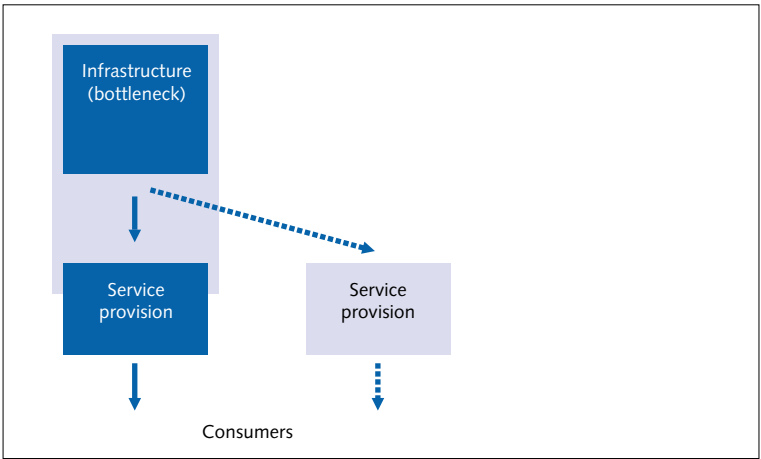 Infrastructure
(bottleneck)
Service
provision
Service
provision
Consumers